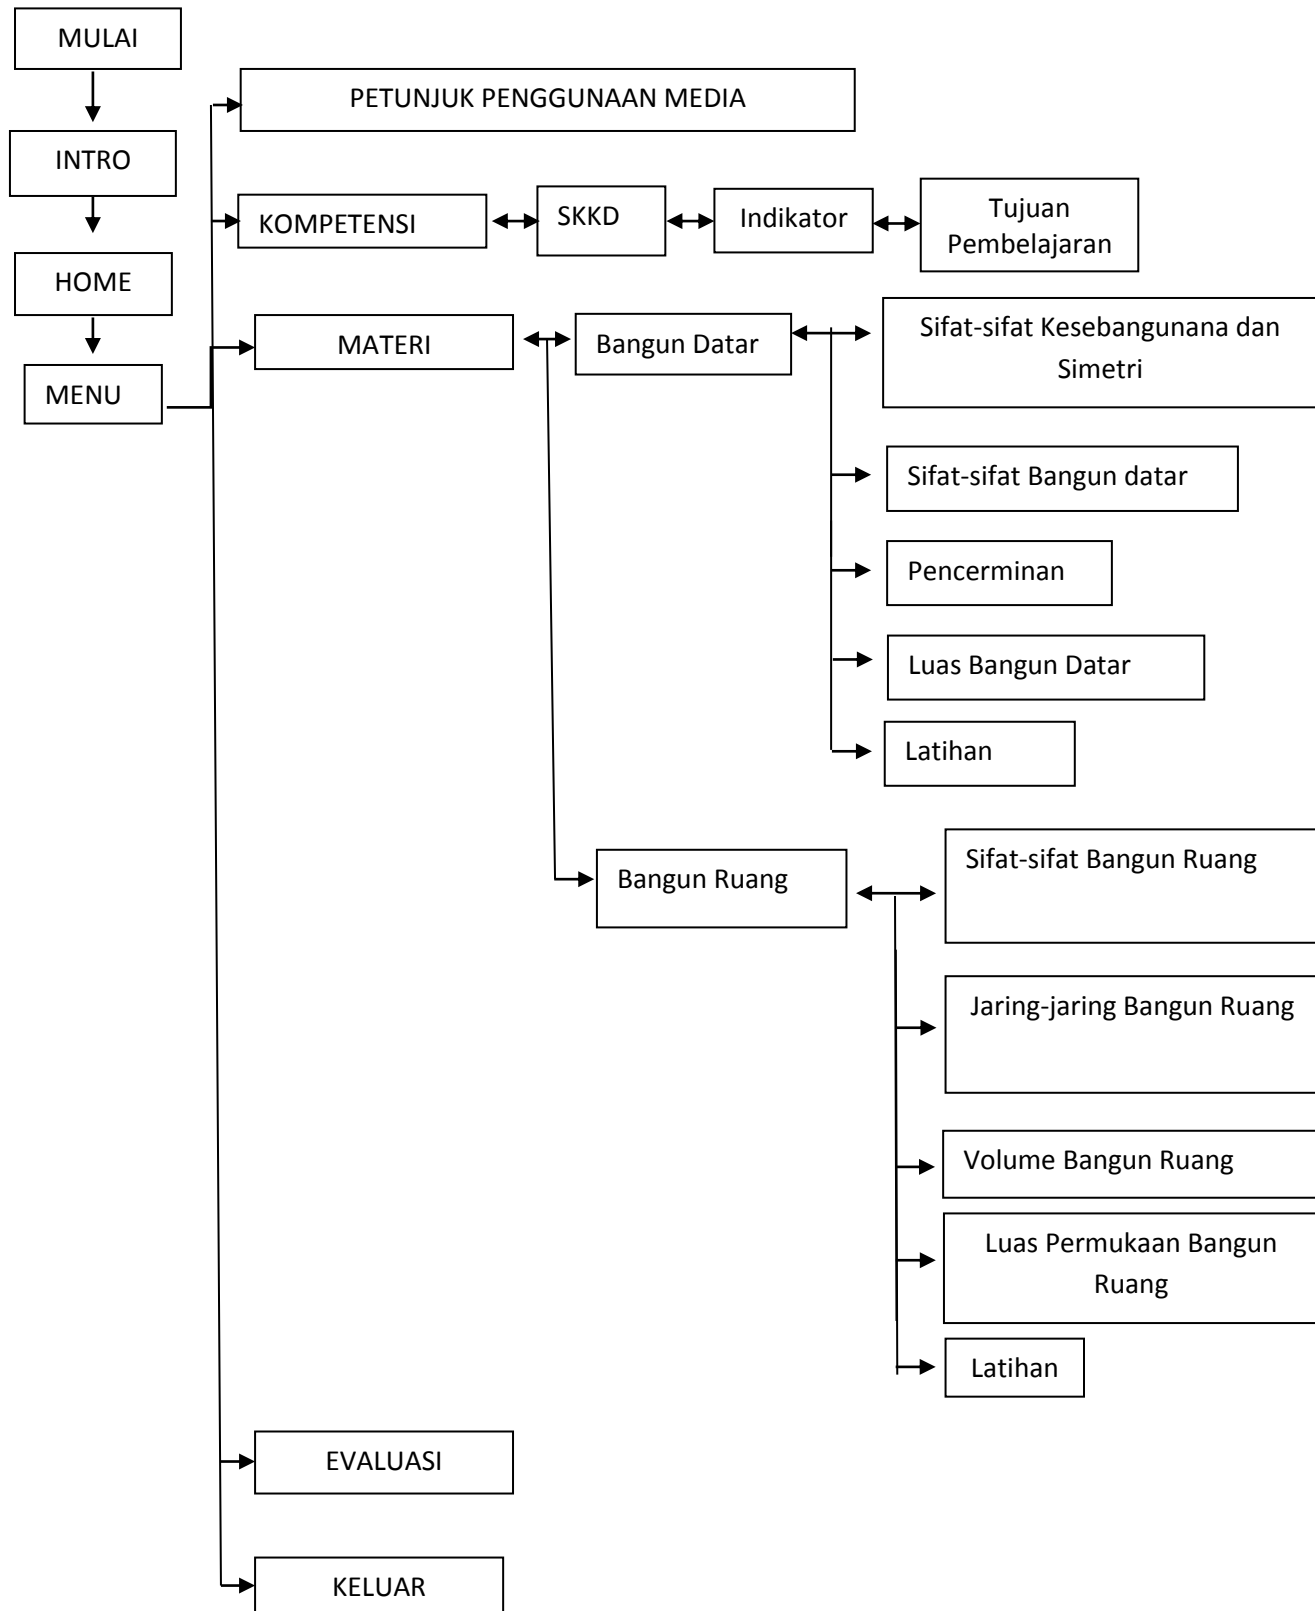 MULAI
PETUNJUK PENGGUNAAN MEDIA
INTRO
KOMPETENSI
SKKD
Indikator
Tujuan
Pembelajaran
HOME
MENU
MATERI
Bangun Datar
Sifat-sifat Kesebangunana dan
Simetri
Sifat-sifat Bangun datar
Pencerminan
Luas Bangun Datar
Latihan
Bangun Ruang
Sifat-sifat Bangun Ruang
Jaring-jaring Bangun Ruang
Volume Bangun Ruang
Luas Permukaan Bangun
Ruang
Latihan
EVALUASI
KELUAR